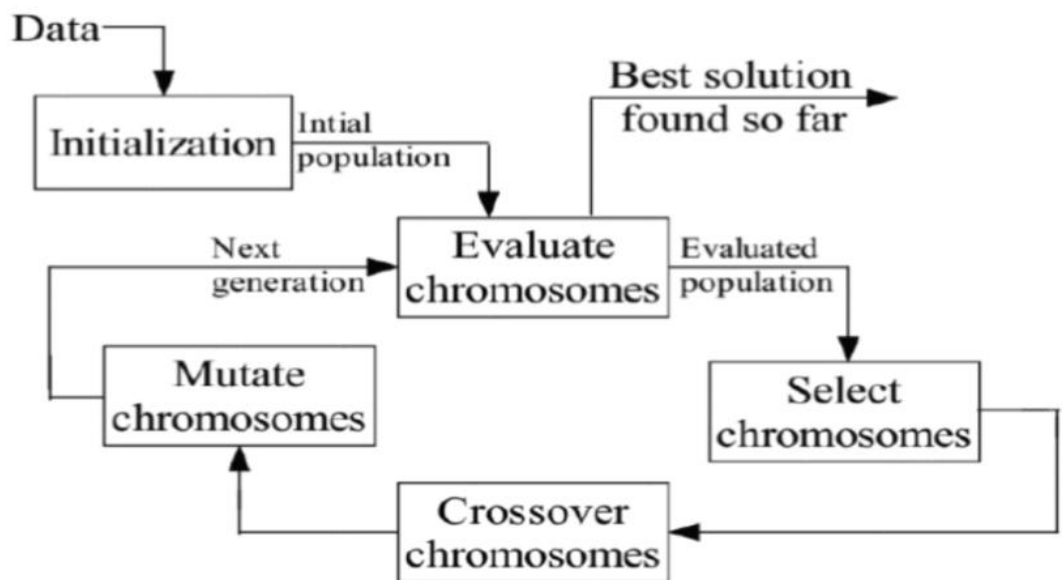 Data
Initialization
Intial
population
Best solution
found so far
Evaluate
chromosomes
Next
generation
Evaluated
population
Mutate
chromosomes
Select
chromosomes
Crossover
chromosomes